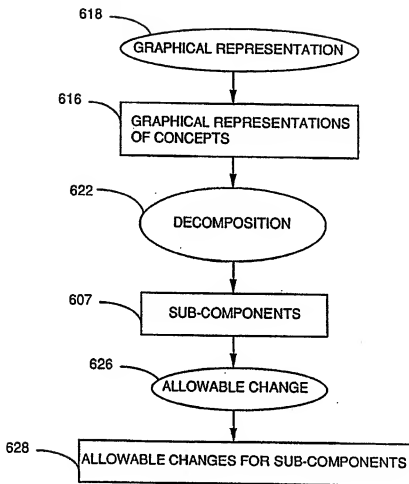 618
GRAPHICAL REPRESENTATION
616
GRAPHICAL REPRESENTATIONS
OF CONCEPTS
622
DECOMPOSITION
607
SUB-COMPONENTS
626
ALLOWABLE CHANGE
628
ALLOWABLE CHANGES FOR SUB-COMPONENTS